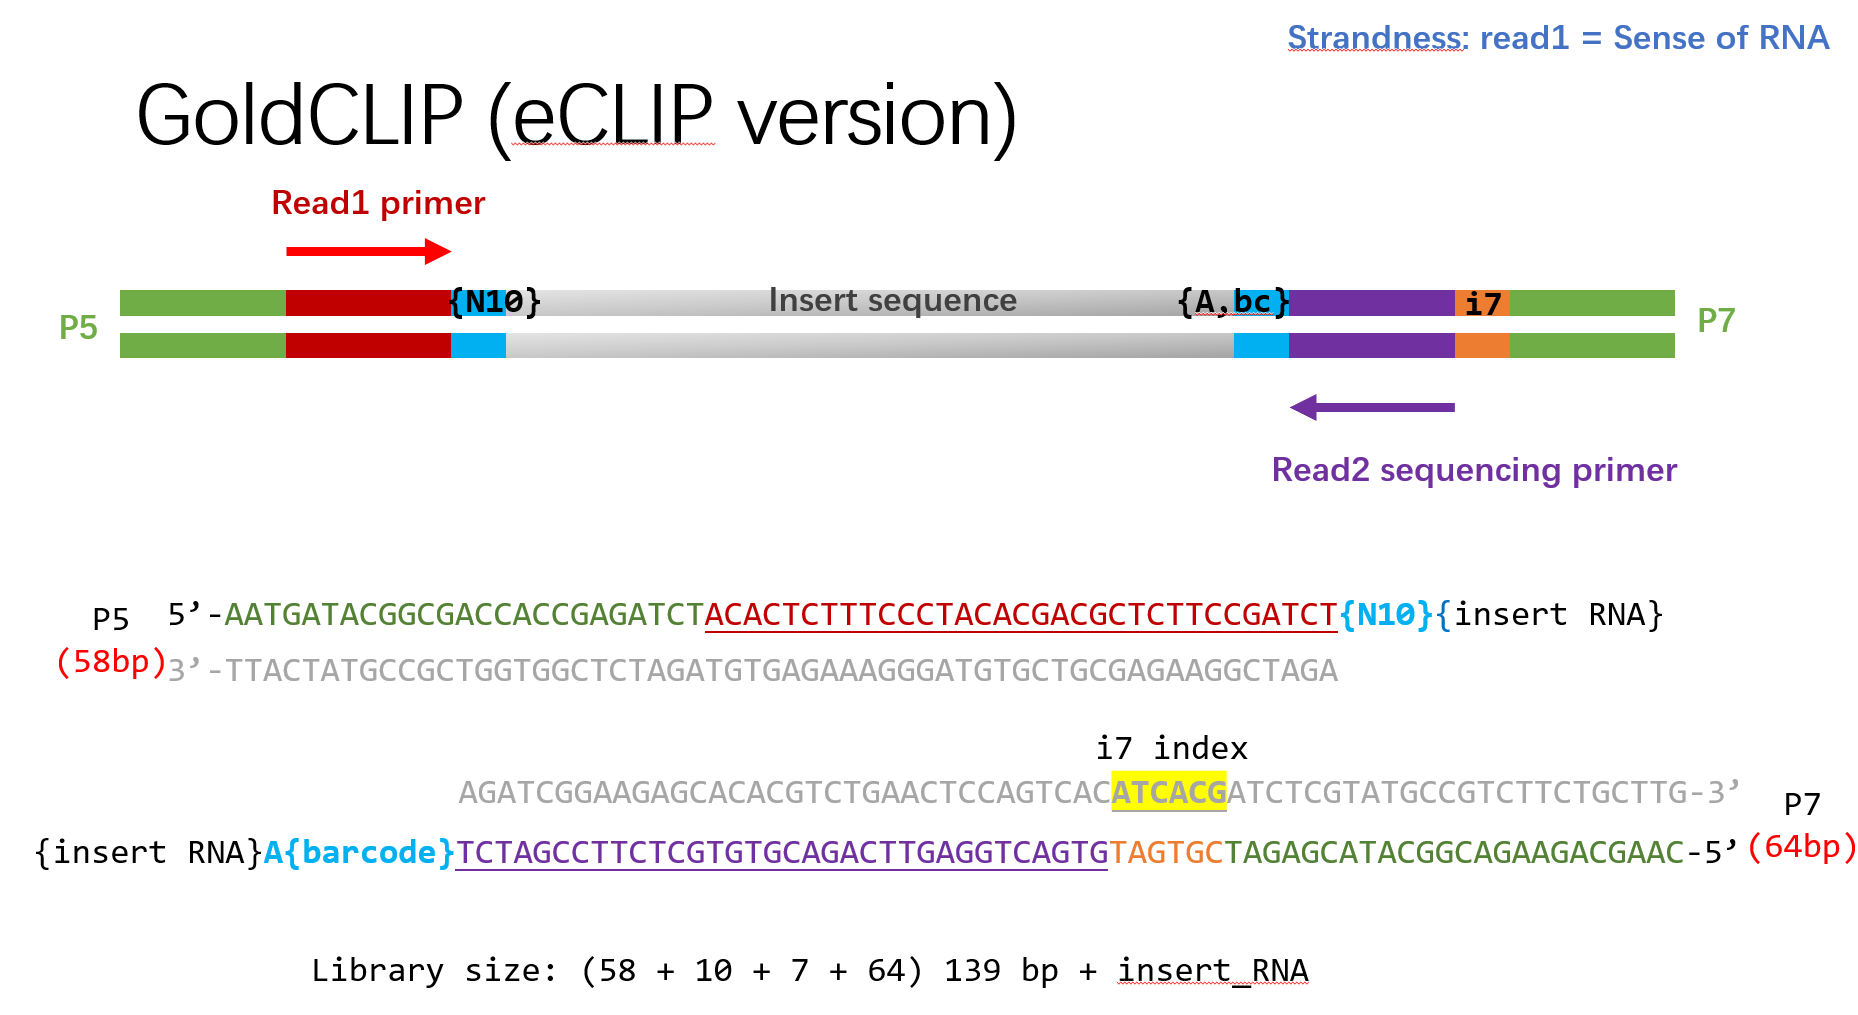 Strandness: read1 = Sense of RNA
GoldCLIP (eCLIP version)
Read1 primer
{N10} Insert sequence {A,bc} i7
P5 P7
Read2 sequencing primer
P5 5’-AATGATACGGCGACCACCGAGATCTACACTCTTTCCCTACACGACGCTCTTCCGATCT{N10}{insert RNA}
(58bp) 3’-TTACTATGCCGCTGGTGGCTCTAGATGTGAGAAAGGGATGTGCTGCGAGAAGGCTAGA
i7 index
AGATCGGAAGAGCACACGTCTGAACTCCAGTCACATCACGATCTCGTATGCCGTCTTCTGCTTG-3’
P7
{insert RNA}A{barcode}TCTAGCCTTCTCGTGTGCAGACTTGAGGTCAGTGTAGTGCTAGAGCATACGGCAGAAGACGAAC-5’ (64bp)
Library size: (58 + 10 + 7 + 64) 139 bp + insert_RNA